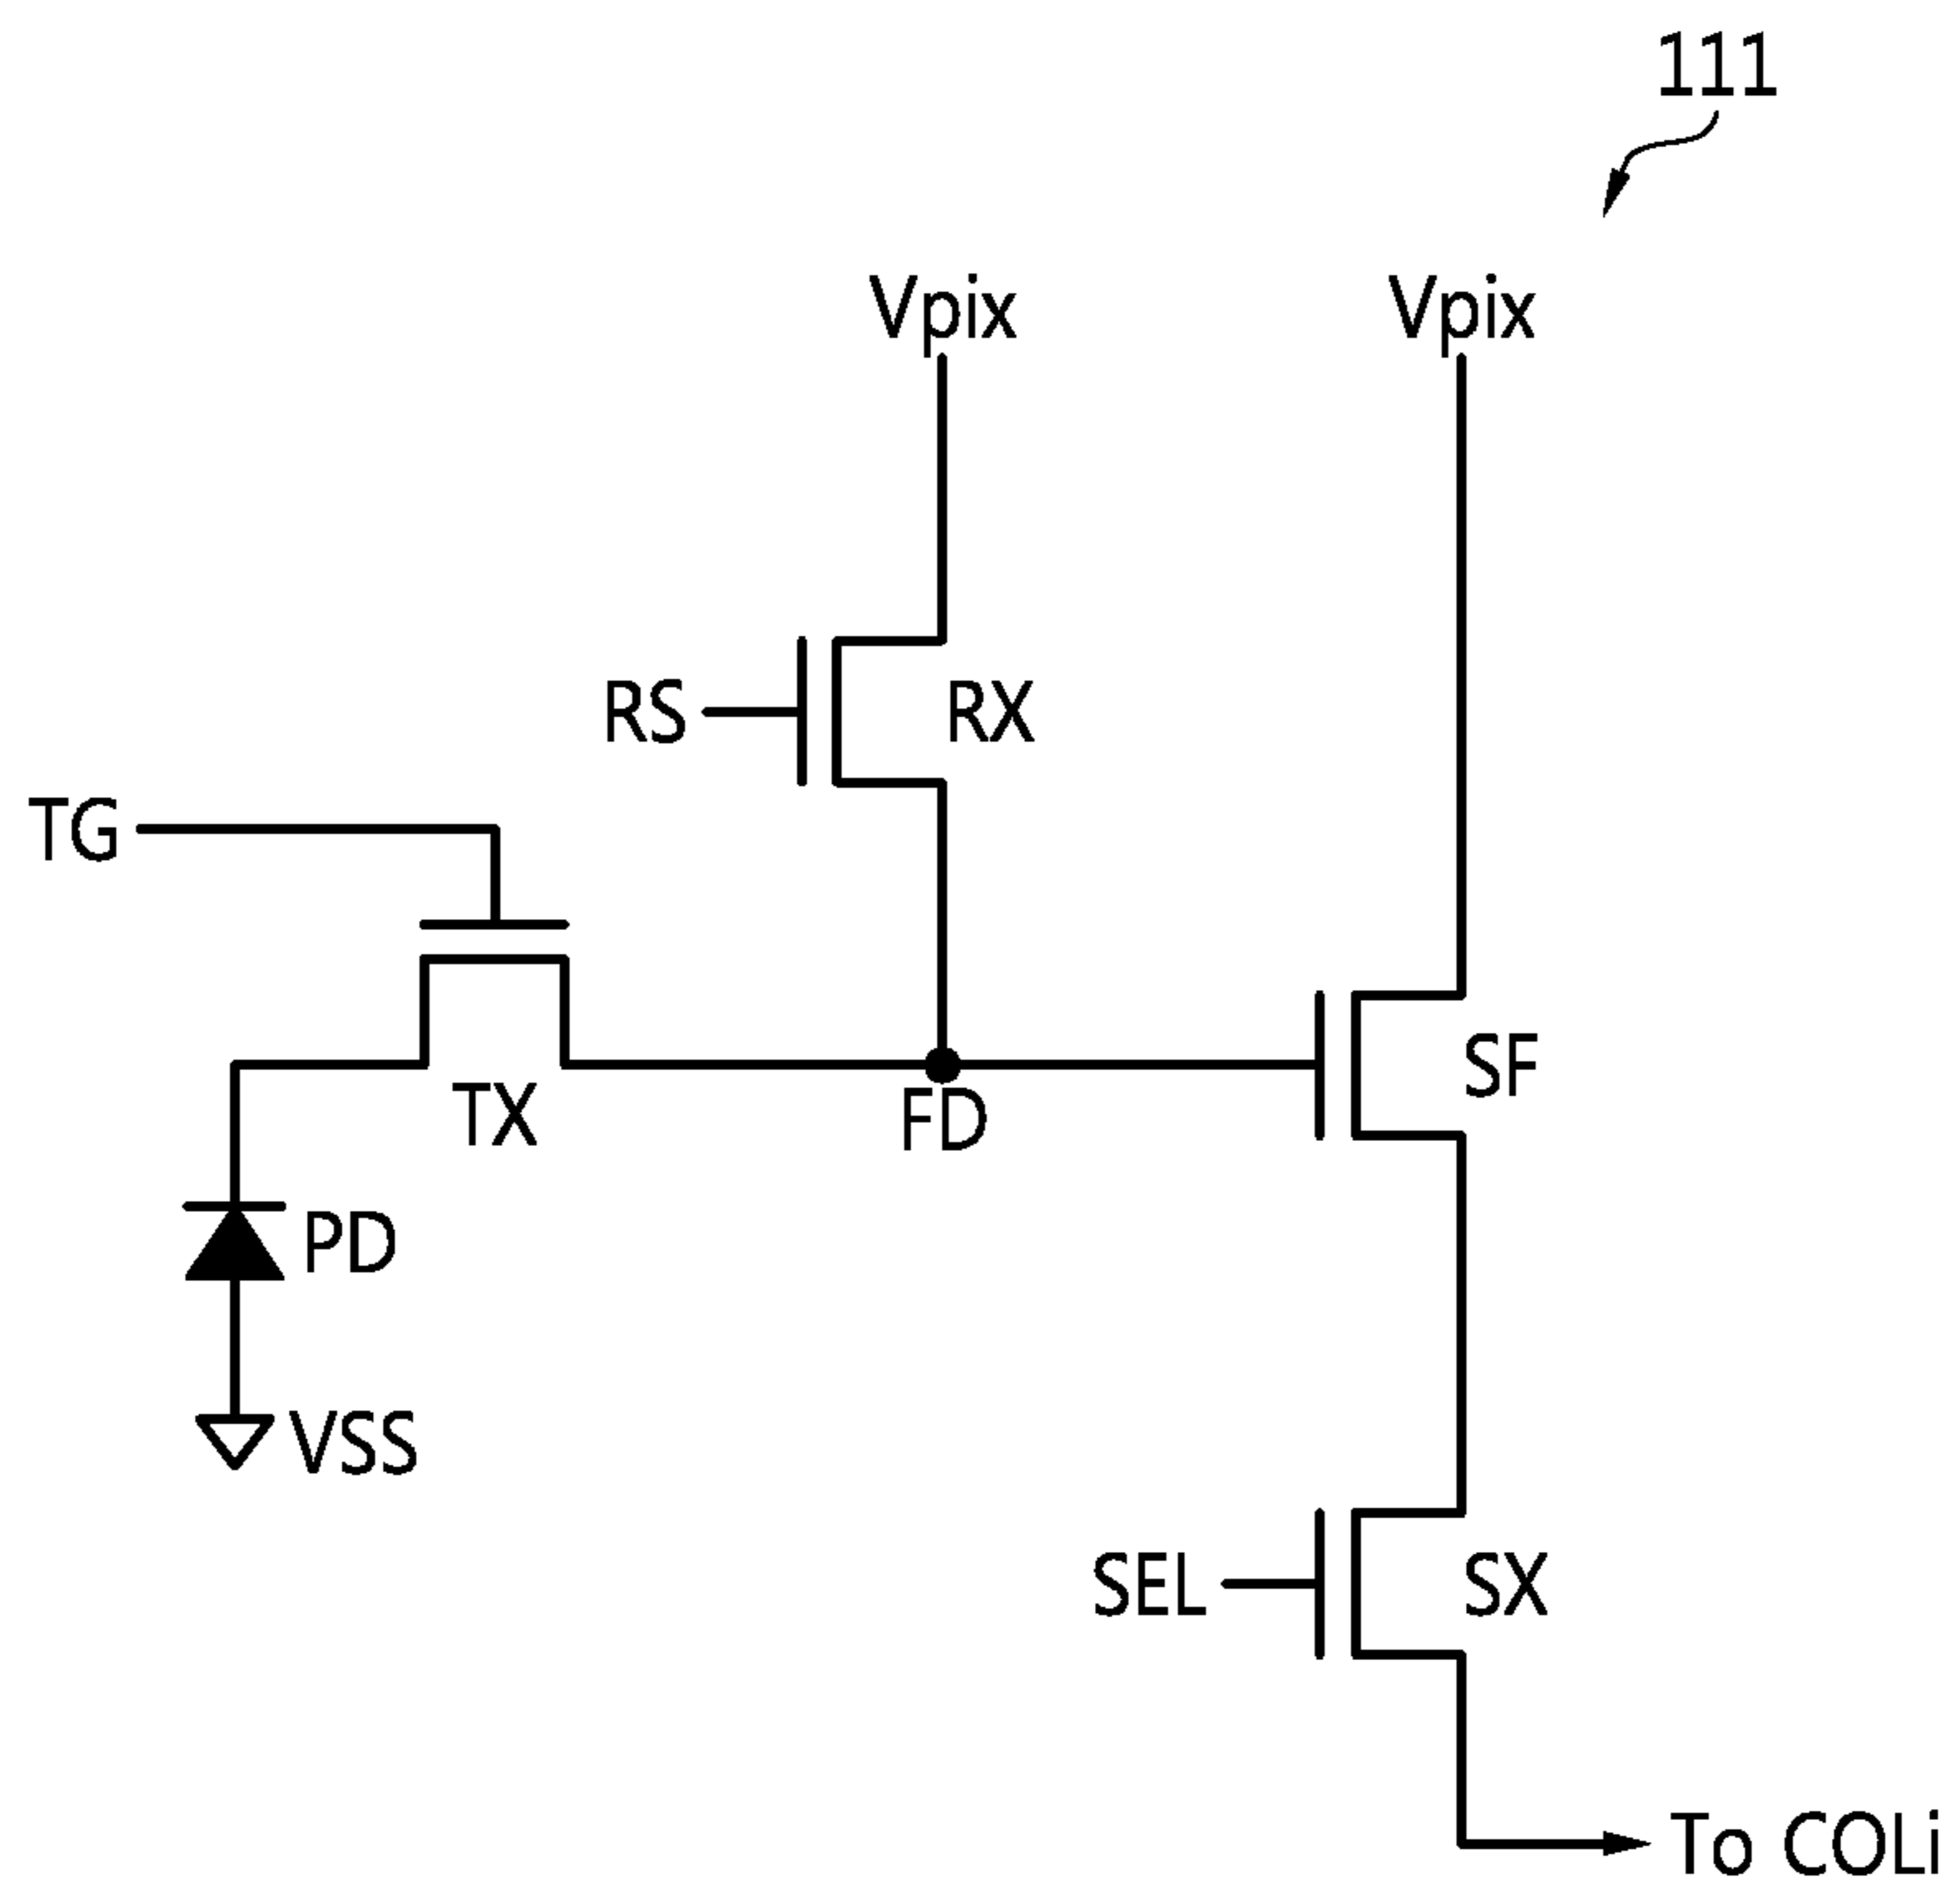 111
Vpix Vpix
RS RX
TG
SF
TX FD
PD
VSS
SEL SX
To COLi